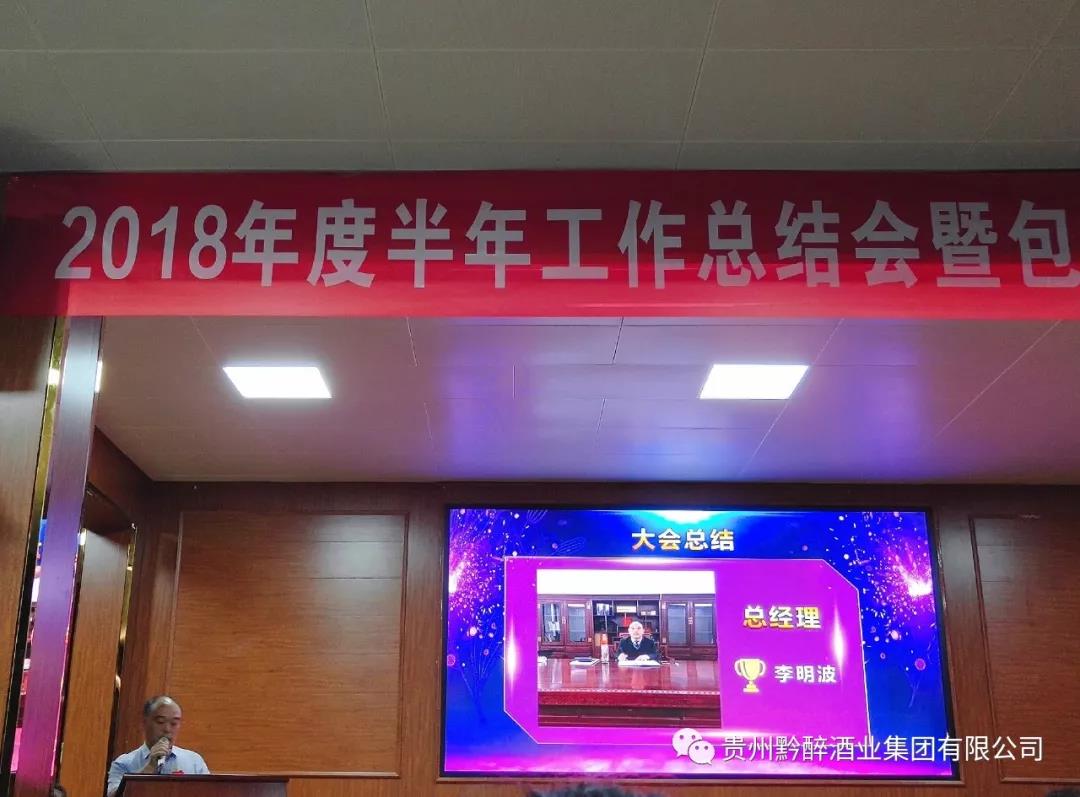 2018年度半年工作总结会暨包
大会总结
总经理
李明波
贵州黔醉酒业集团有限公司